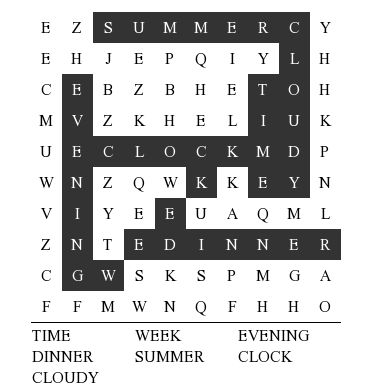 E Z S U M M E R C Y
E H J E P Q I Y L H
C E B Z B H E T O H
M V Z K H E L I U K
U E C L O C K M D P
W N Z Q W K K E Y N
V I Y E E U A Q M L
Z N T E D I N N E R
C G W S K S P M G A
F F M W N Q F H H O
TIME WEEK EVENING
DINNER SUMMER CLOCK
CLOUDY